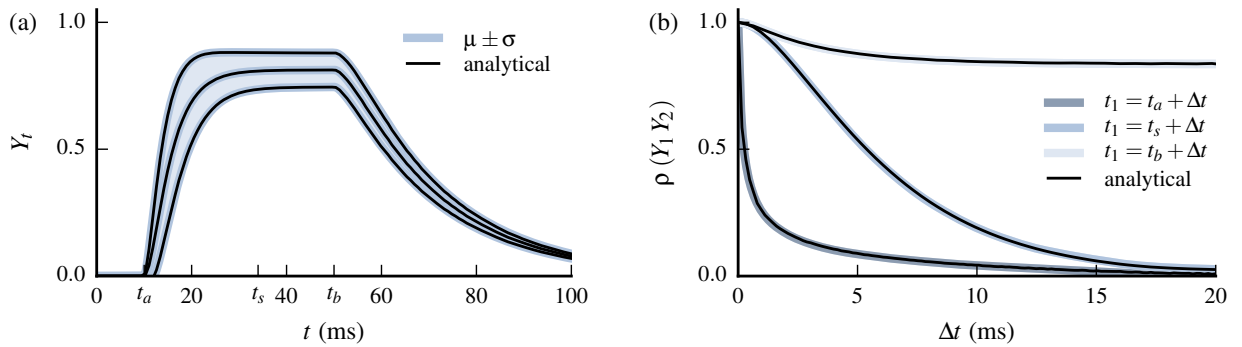 (a)
1.0
0.5
0.0
Y_t
μ ± σ
analytical
0 t_a 20 t_s 40 t_b 60 80 100
t (ms)
(b)
1.0
0.5
0.0
ρ (Y_1 Y_2)
t_1 = t_a + Δt
t_1 = t_s + Δt
t_1 = t_b + Δt
analytical
0 5 10 15 20
Δt (ms)